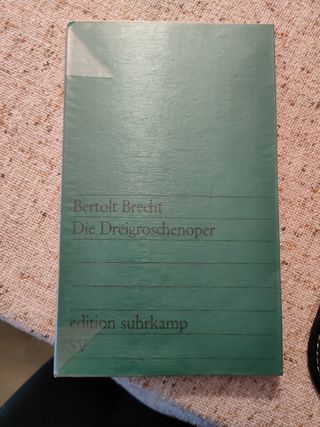 Bertolt Brecht
Die Dreigroschenoper
edition suhrkamp
SV